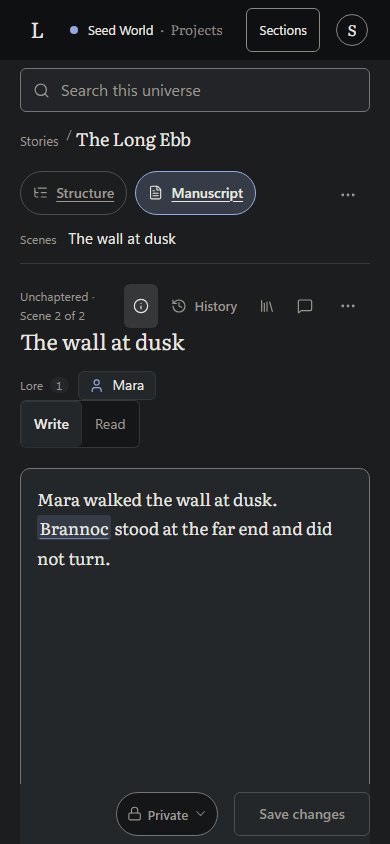 L Seed World · Projects Sections S
Search this universe
Stories / The Long Ebb
Structure Manuscript ...
Scenes The wall at dusk
Unchaptered ·
Scene 2 of 2
History ...
The wall at dusk
Lore 1 Mara
Write Read
Mara walked the wall at dusk.
Brannoc stood at the far end and did
not turn.
Private Save changes